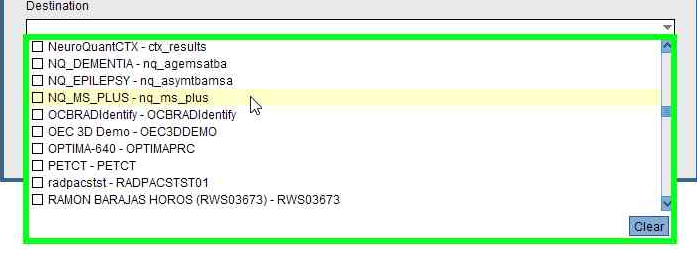 Destination
NeuroQuantCTX - ctx_results
NQ_DEMENTIA - nq_agemsatba
NQ_EPILEPSY - nq_asymtbamsa
NQ_MS_PLUS - nq_ms_plus
OCBRADIdentify - OCBRADIdentify
OEC 3D Demo - OEC3DDEMO
OPTIMA-640 - OPTIMAPRC
PETCT - PETCT
radpacstst - RADPACSTST01
RAMON BARAJAS HOROS (RWS03673) - RWS03673
Clear